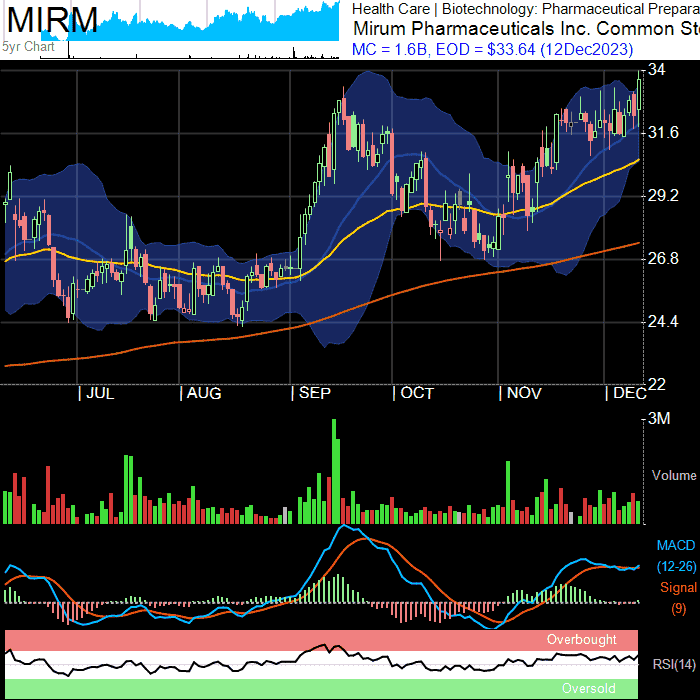 MIRM
5yr Chart
Health Care | Biotechnology: Pharmaceutical Prepara
Mirum Pharmaceuticals Inc. Common Sto
MC = 1.6B, EOD = $33.64 (12Dec2023)
34
31.6
29.2
26.8
24.4
22
JUL AUG SEP OCT NOV DEC
3M
Volume
MACD
(12-26)
Signal
(9)
Overbought
RSI(14)
Oversold